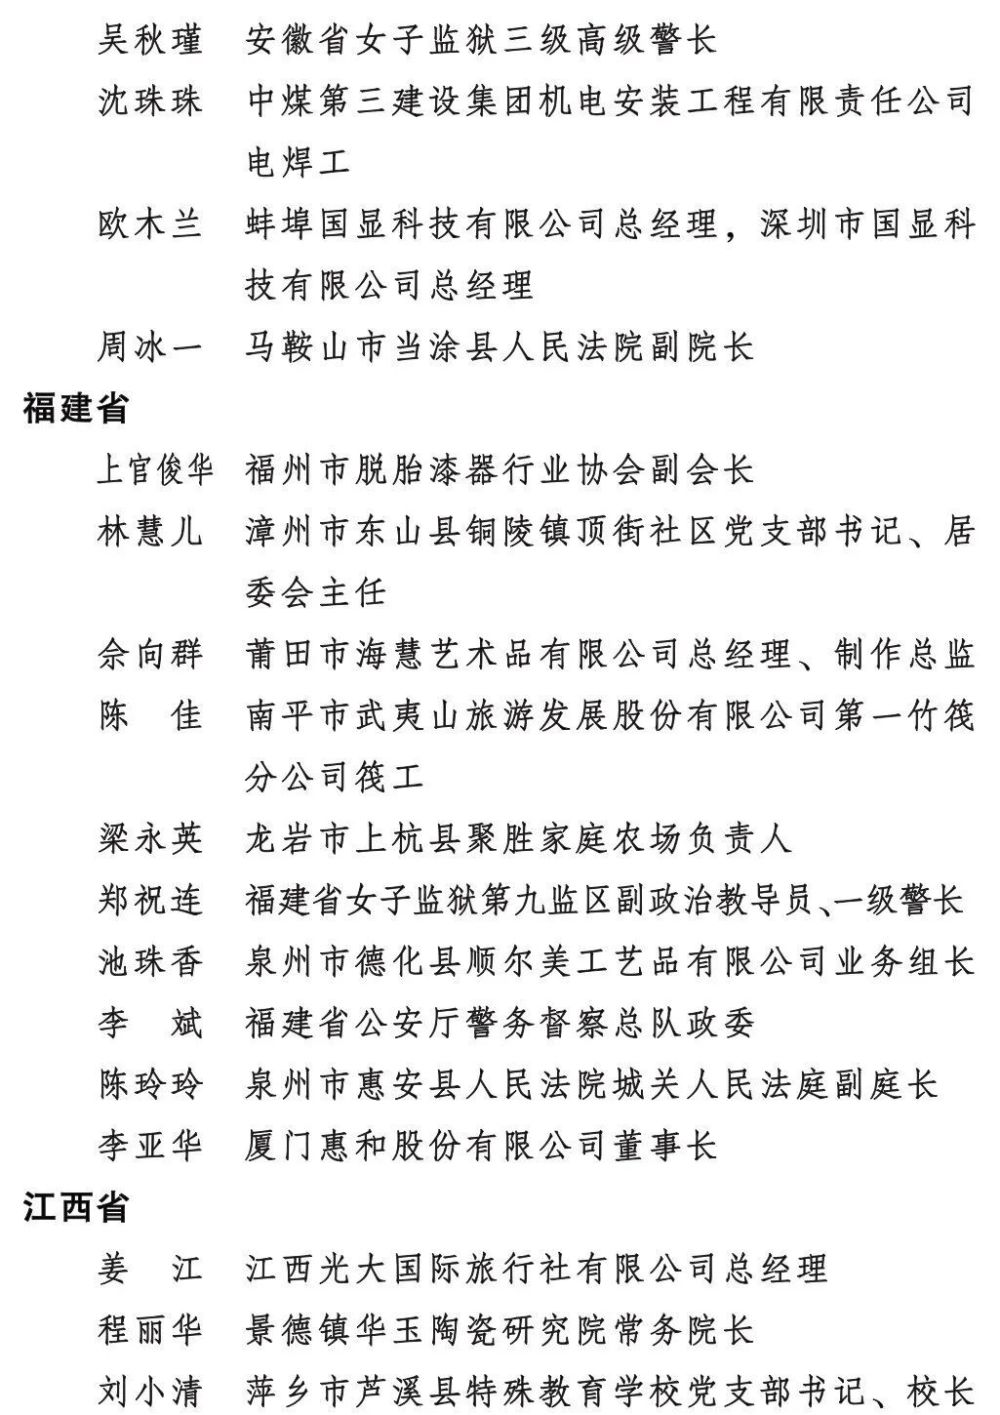 吴秋瑾 安徽省女子监狱三级高级警长
沈珠珠 中煤第三建设集团机电安装工程有限责任公司
电焊工
欧木兰 蚌埠国显科技有限公司总经理，深圳市国显科
技有限公司总经理
周冰一 马鞍山市当涂县人民法院副院长
福建省
上官俊华 福州市脱胎漆器行业协会副会长
林慧儿 漳州市东山县铜陵镇顶街社区党支部书记、居
委会主任
佘向群 莆田市海慧艺术品有限公司总经理、制作总监
陈 佳 南平市武夷山旅游发展股份有限公司第一竹筏
分公司筏工
梁永英 龙岩市上杭县聚胜家庭农场负责人
郑祝连 福建省女子监狱第九监区副政治教导员、一级警长
池珠香 泉州市德化县顺尔美工艺品有限公司业务组长
李 斌 福建省公安厅警务督察总队政委
陈玲玲 泉州市惠安县人民法院城关人民法庭副庭长
李亚华 厦门惠和股份有限公司董事长
江西省
姜 江 江西光大国际旅行社有限公司总经理
程丽华 景德镇华玉陶瓷研究院常务院长
刘小清 萍乡市芦溪县特殊教育学校党支部书记、校长